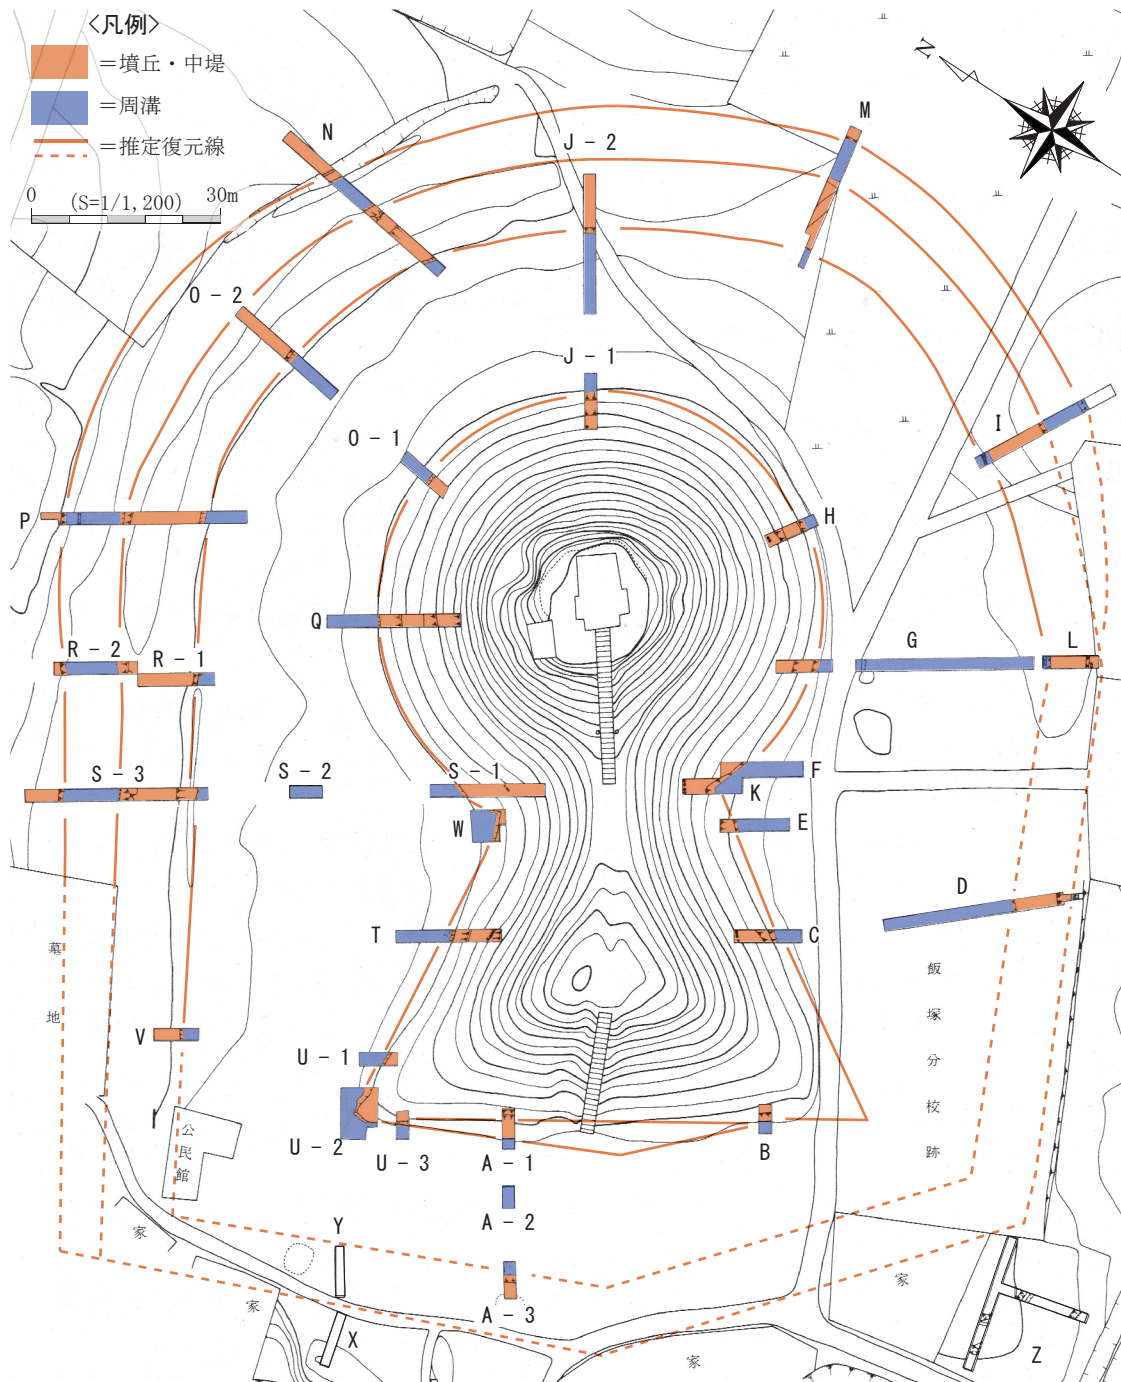 <凡例>
=墳丘・中堤
=周溝
=推定復元線
0 (S=1/1,200) 30m
N
N
J-2
M
O-2
J-1
I
O-1
P
H
Q
G
L
R-2
R-1
S-3
S-2
S-1
F
K
W
E
D
T
C
墓地
飯塚分校跡
V
U-1
公民館
U-2
U-3
A-1
B
A-2
Y
家
家
家
A-3
X
家
Z